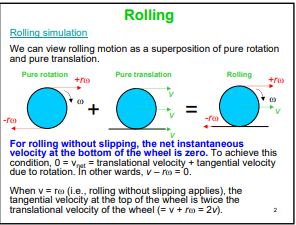 Rolling
Rolling simulation
We can view rolling motion as a superposition of pure rotation
and pure translation.
Pure rotation Pure translation Rolling
+rω +rω
v
ω ω
+ v =
-rω -rω
v
For rolling without slipping, the net instantaneous
velocity at the bottom of the wheel is zero. To achieve this
condition, 0 = vnet = translational velocity + tangential velocity
due to rotation. In other wards, v – rω = 0.
When v = rω (i.e., rolling without slipping applies), the
tangential velocity at the top of the wheel is twice the
translational velocity of the wheel (= v + rω = 2v).
2